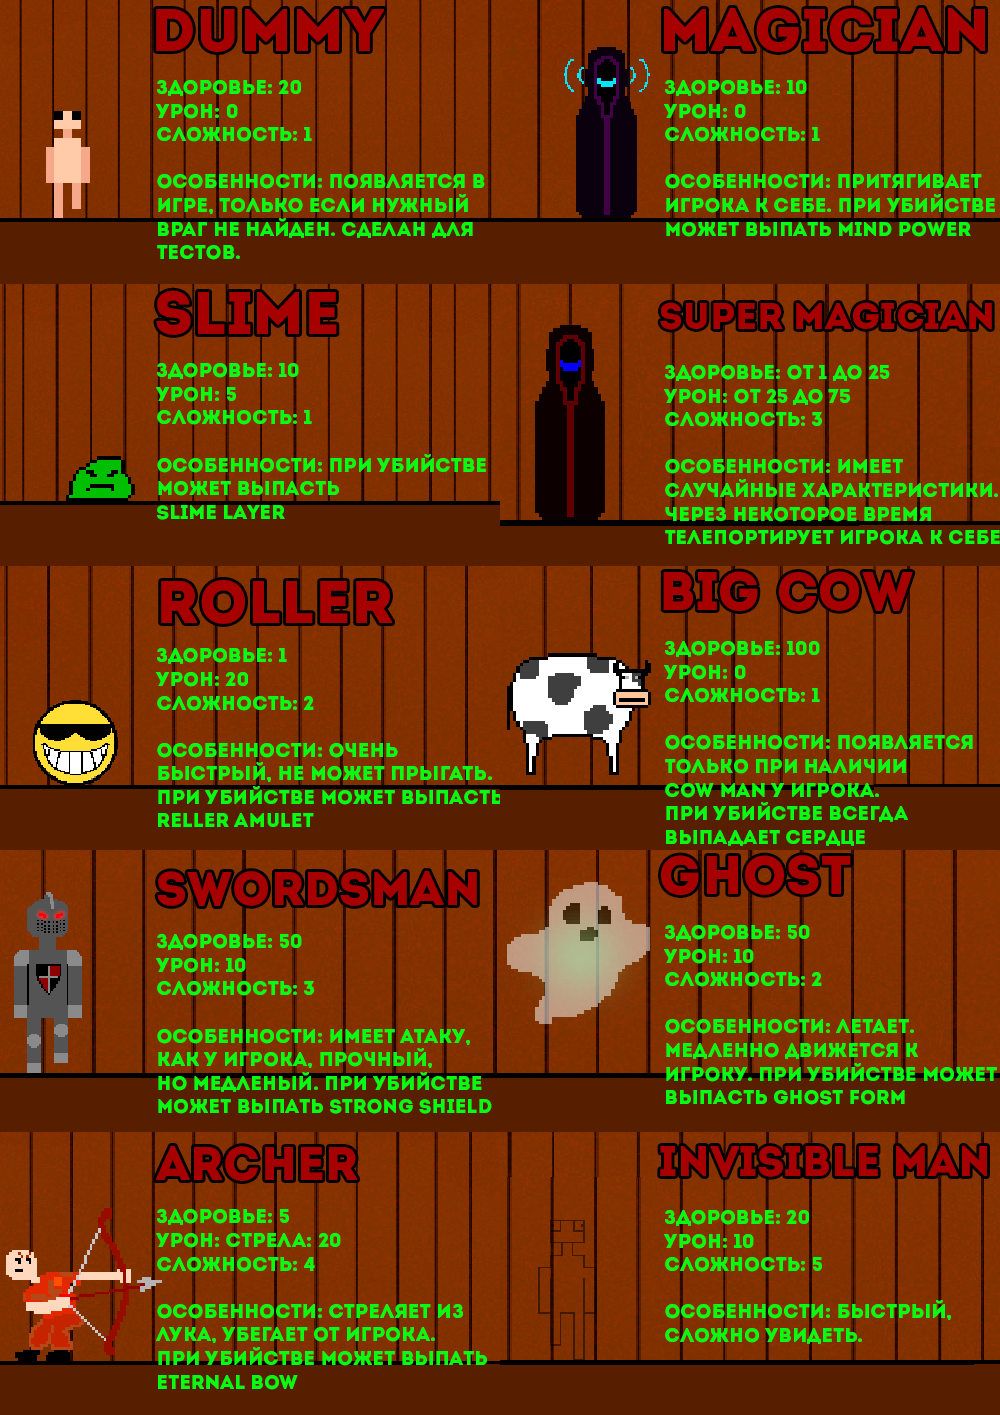 DUMMY
ЗДОРОВЬЕ: 20
УРОН: 0
СЛОЖНОСТЬ: 1
ОСОБЕННОСТИ: ПОЯВЛЯЕТСЯ В
ИГРЕ, ТОЛЬКО ЕСЛИ НУЖНЫЙ
ВРАГ НЕ НАЙДЕН. СДЕЛАН ДЛЯ
ТЕСТОВ.
MAGICIAN
ЗДОРОВЬЕ: 10
УРОН: 0
СЛОЖНОСТЬ: 1
ОСОБЕННОСТИ: ПРИТЯГИВАЕТ
ИГРОКА К СЕБЕ. ПРИ УБИЙСТВЕ
МОЖЕТ ВЫПАТЬ MIND POWER
SLIME
ЗДОРОВЬЕ: 10
УРОН: 5
СЛОЖНОСТЬ: 1
ОСОБЕННОСТИ: ПРИ УБИЙСТВЕ
МОЖЕТ ВЫПАСТЬ
SLIME LAYER
SUPER MAGICIAN
ЗДОРОВЬЕ: ОТ 1 ДО 25
УРОН: ОТ 25 ДО 75
СЛОЖНОСТЬ: 3
ОСОБЕННОСТИ: ИМЕЕТ
СЛУЧАЙНЫЕ ХАРАКТЕРИСТИКИ.
ЧЕРЕЗ НЕКОТОРОЕ ВРЕМЯ
ТЕЛЕПОРТИРУЕТ ИГРОКА К СЕБЕ
ROLLER
ЗДОРОВЬЕ: 1
УРОН: 20
СЛОЖНОСТЬ: 2
ОСОБЕННОСТИ: ОЧЕНЬ
БЫСТРЫЙ, НЕ МОЖЕТ ПРЫГАТЬ.
ПРИ УБИЙСТВЕ МОЖЕТ ВЫПАСТЬ
RELLER AMULET
BIG COW
ЗДОРОВЬЕ: 100
УРОН: 0
СЛОЖНОСТЬ: 1
ОСОБЕННОСТИ: ПОЯВЛЯЕТСЯ
ТОЛЬКО ПРИ НАЛИЧИИ
COW MAN У ИГРОКА.
ПРИ УБИЙСТВЕ ВСЕГДА
ВЫПАДАЕТ СЕРДЦЕ
SWORDSMAN
ЗДОРОВЬЕ: 50
УРОН: 10
СЛОЖНОСТЬ: 3
ОСОБЕННОСТИ: ИМЕЕТ АТАКУ,
КАК У ИГРОКА, ПРОЧНЫЙ,
НО МЕДЛЕНЫЙ. ПРИ УБИЙСТВЕ
МОЖЕТ ВЫПАТЬ STRONG SHIELD
GHOST
ЗДОРОВЬЕ: 50
УРОН: 10
СЛОЖНОСТЬ: 2
ОСОБЕННОСТИ: ЛЕТАЕТ.
МЕДЛЕННО ДВИЖЕТСЯ К
ИГРОКУ. ПРИ УБИЙСТВЕ МОЖЕТ
ВЫПАСТЬ GHOST FORM
ARCHER
ЗДОРОВЬЕ: 5
УРОН: СТРЕЛА: 20
СЛОЖНОСТЬ: 4
ОСОБЕННОСТИ: СТРЕЛЯЕТ ИЗ
ЛУКА, УБЕГАЕТ ОТ ИГРОКА.
ПРИ УБИЙСТВЕ МОЖЕТ ВЫПАТЬ
ETERNAL BOW
INVISIBLE MAN
ЗДОРОВЬЕ: 20
УРОН: 10
СЛОЖНОСТЬ: 5
ОСОБЕННОСТИ: БЫСТРЫЙ,
СЛОЖНО УВИДЕТЬ.